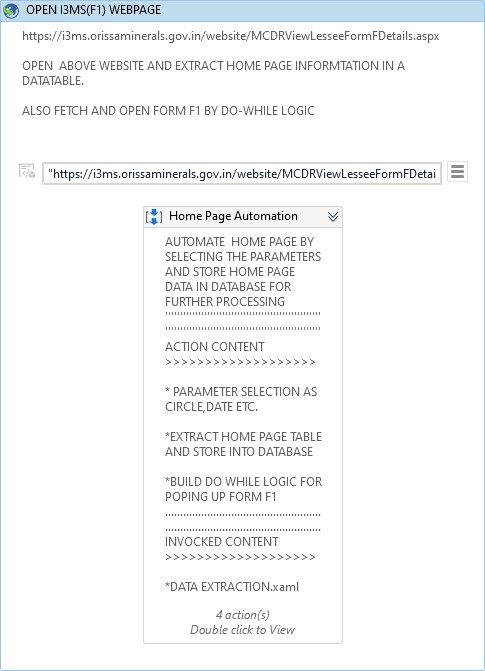 OPEN I3MS(F1) WEBPAGE
https://i3ms.orissaminerals.gov.in/website/MCDRViewLesseeFormFDetails.aspx
OPEN  ABOVE WEBSITE AND EXTRACT HOME PAGE INFORMTATION IN A
DATATABLE.
ALSO FETCH AND OPEN FORM F1 BY DO-WHILE LOGIC
"https://i3ms.orissaminerals.gov.in/website/MCDRViewLesseeFormFDetai
Home Page Automation
AUTOMATE  HOME PAGE BY
SELECTING THE PARAMETERS
AND STORE HOME PAGE
DATA IN DATABASE FOR
FURTHER PROCESSING
''''''''''''''''''''''''''''''''''''''''''''''''''''
''''''''''''''''''''''''''''''''''''''''''''''''''''
ACTION CONTENT
>>>>>>>>>>>>>>>>>>>
* PARAMETER SELECTION AS
CIRCLE,DATE ETC.
*EXTRACT HOME PAGE TABLE
AND STORE INTO DATABASE
*BUILD DO WHILE LOGIC FOR
POPING UP FORM F1
''''''''''''''''''''''''''''''''''''''''''''''''''''
''''''''''''''''''''''''''''''''''''''''''''''''''''
INVOCKED CONTENT
>>>>>>>>>>>>>>>>>>>
*DATA EXTRACTION.xaml
4 action(s)
Double click to View